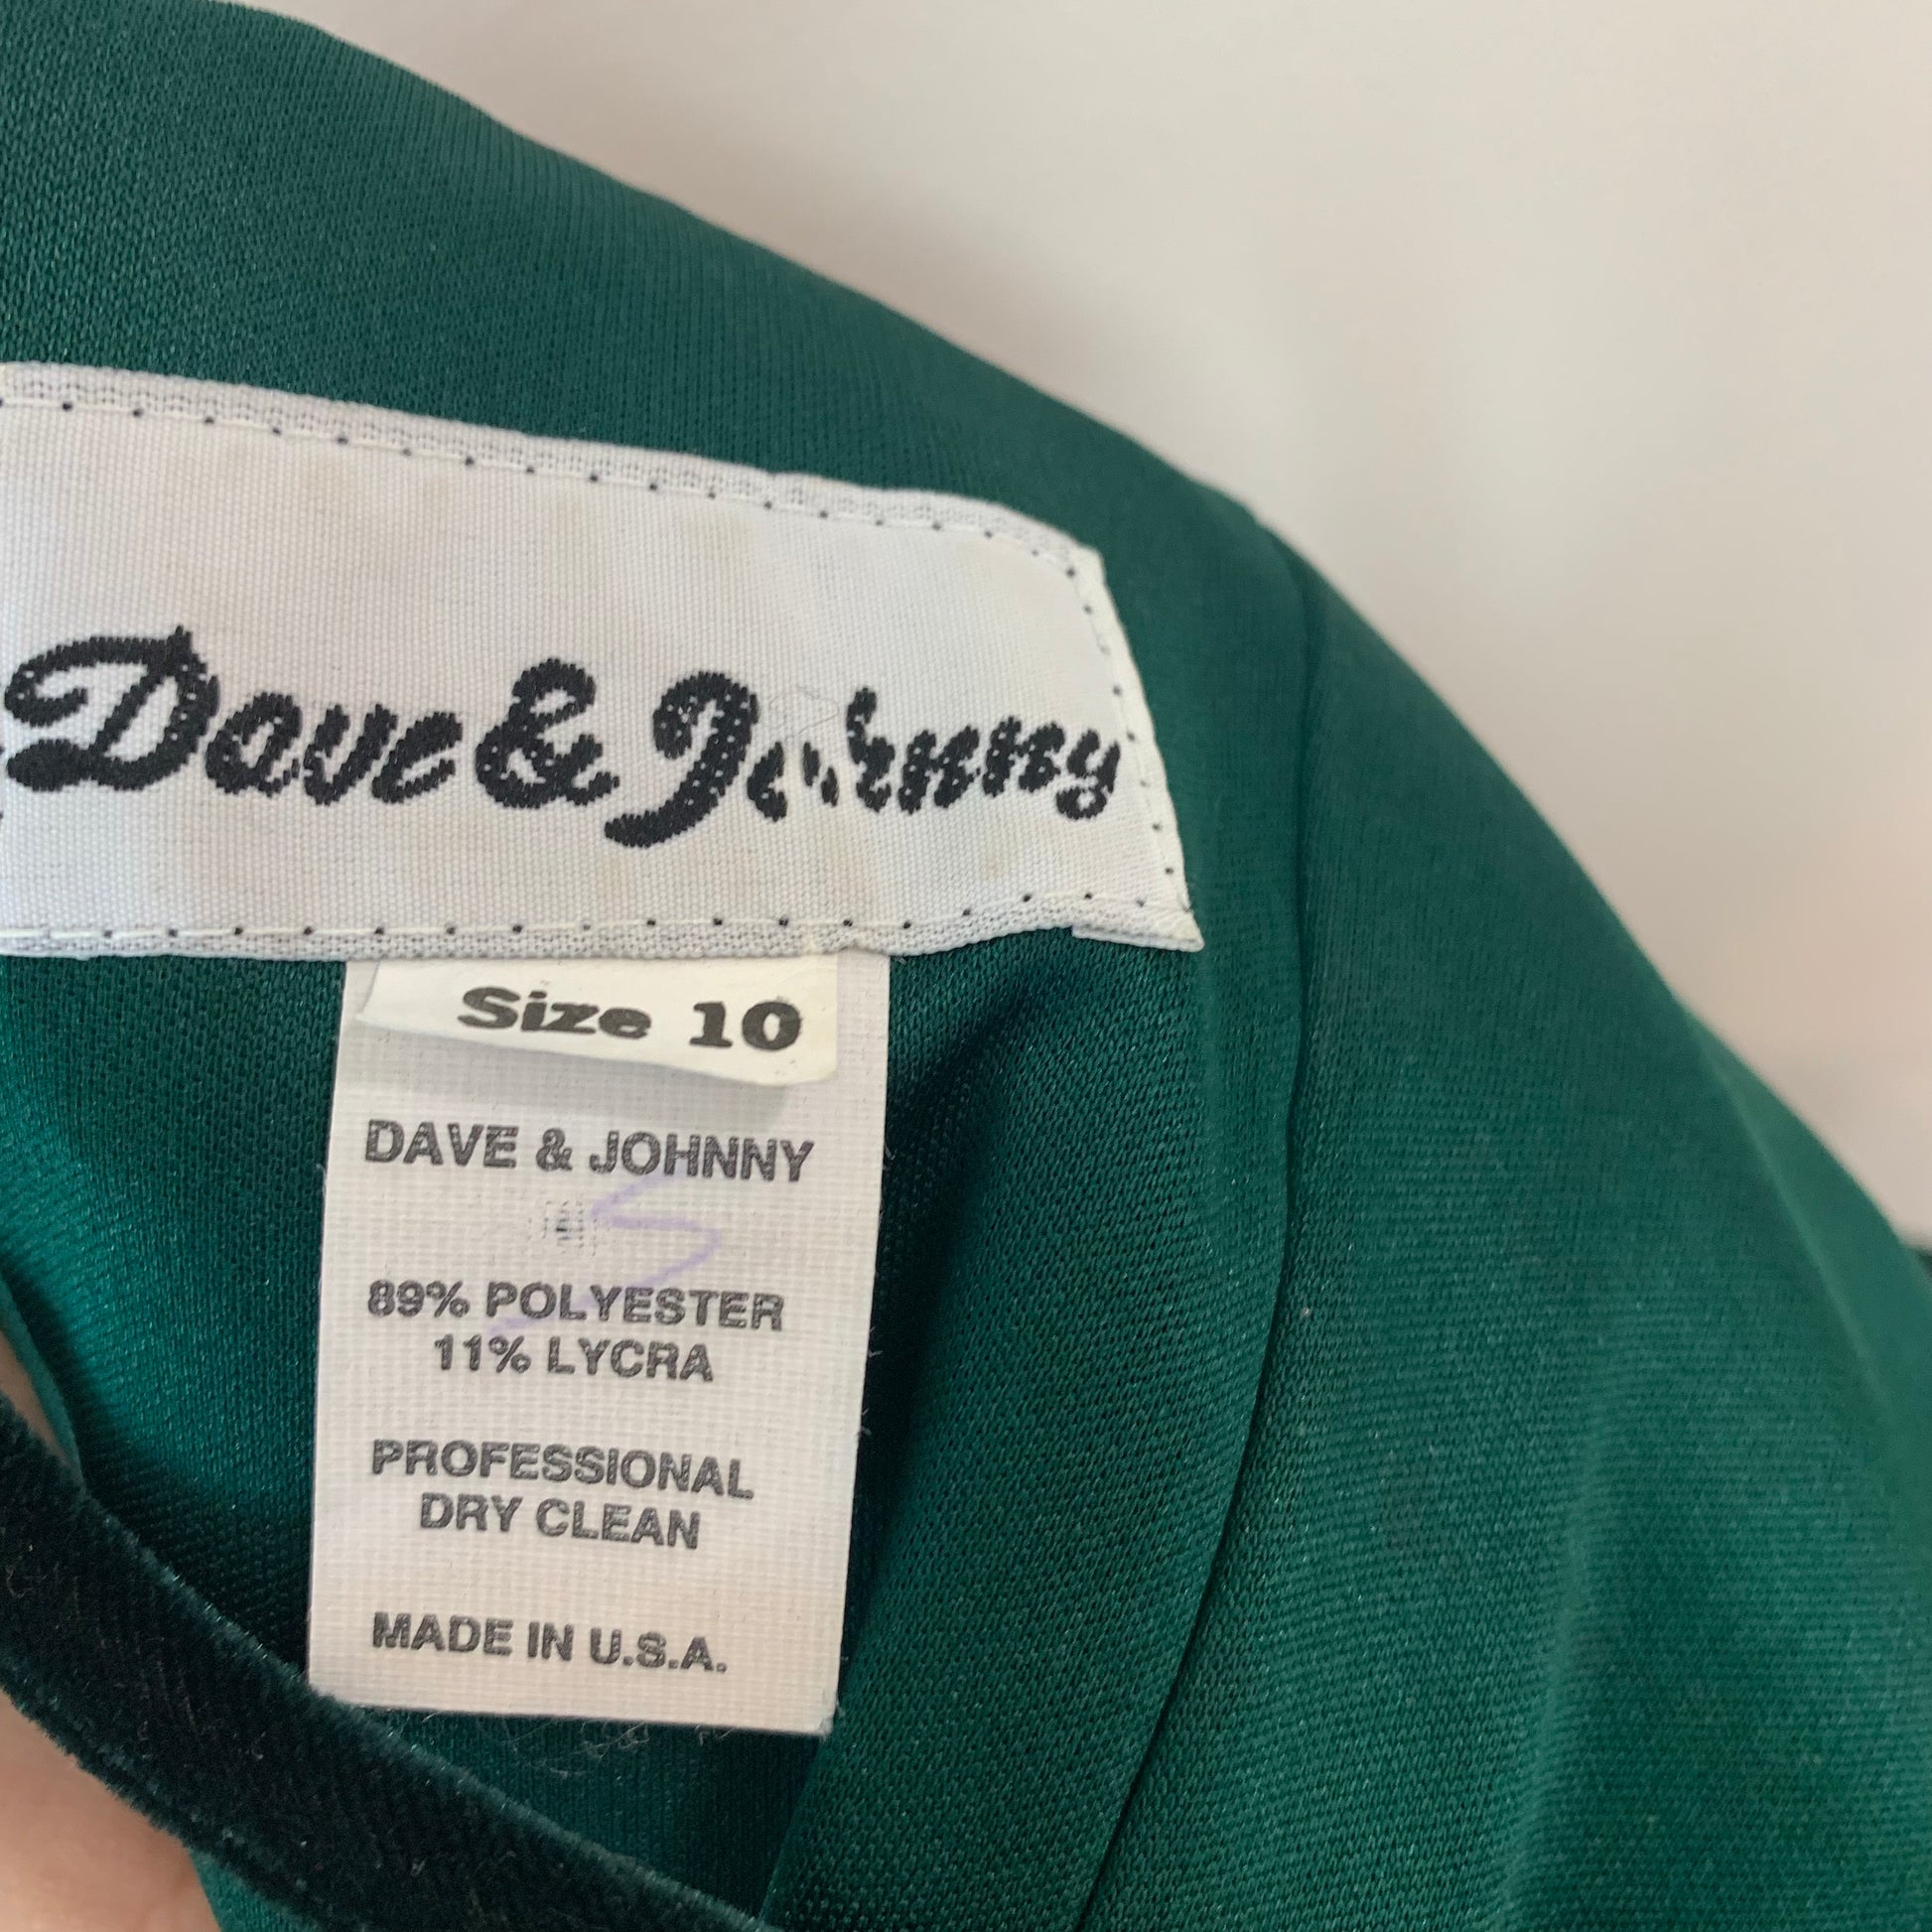 Dave & Johnny
Size 10
DAVE & JOHNNY
89% POLYESTER
11% LYCRA
PROFESSIONAL
DRY CLEAN
MADE IN U.S.A.